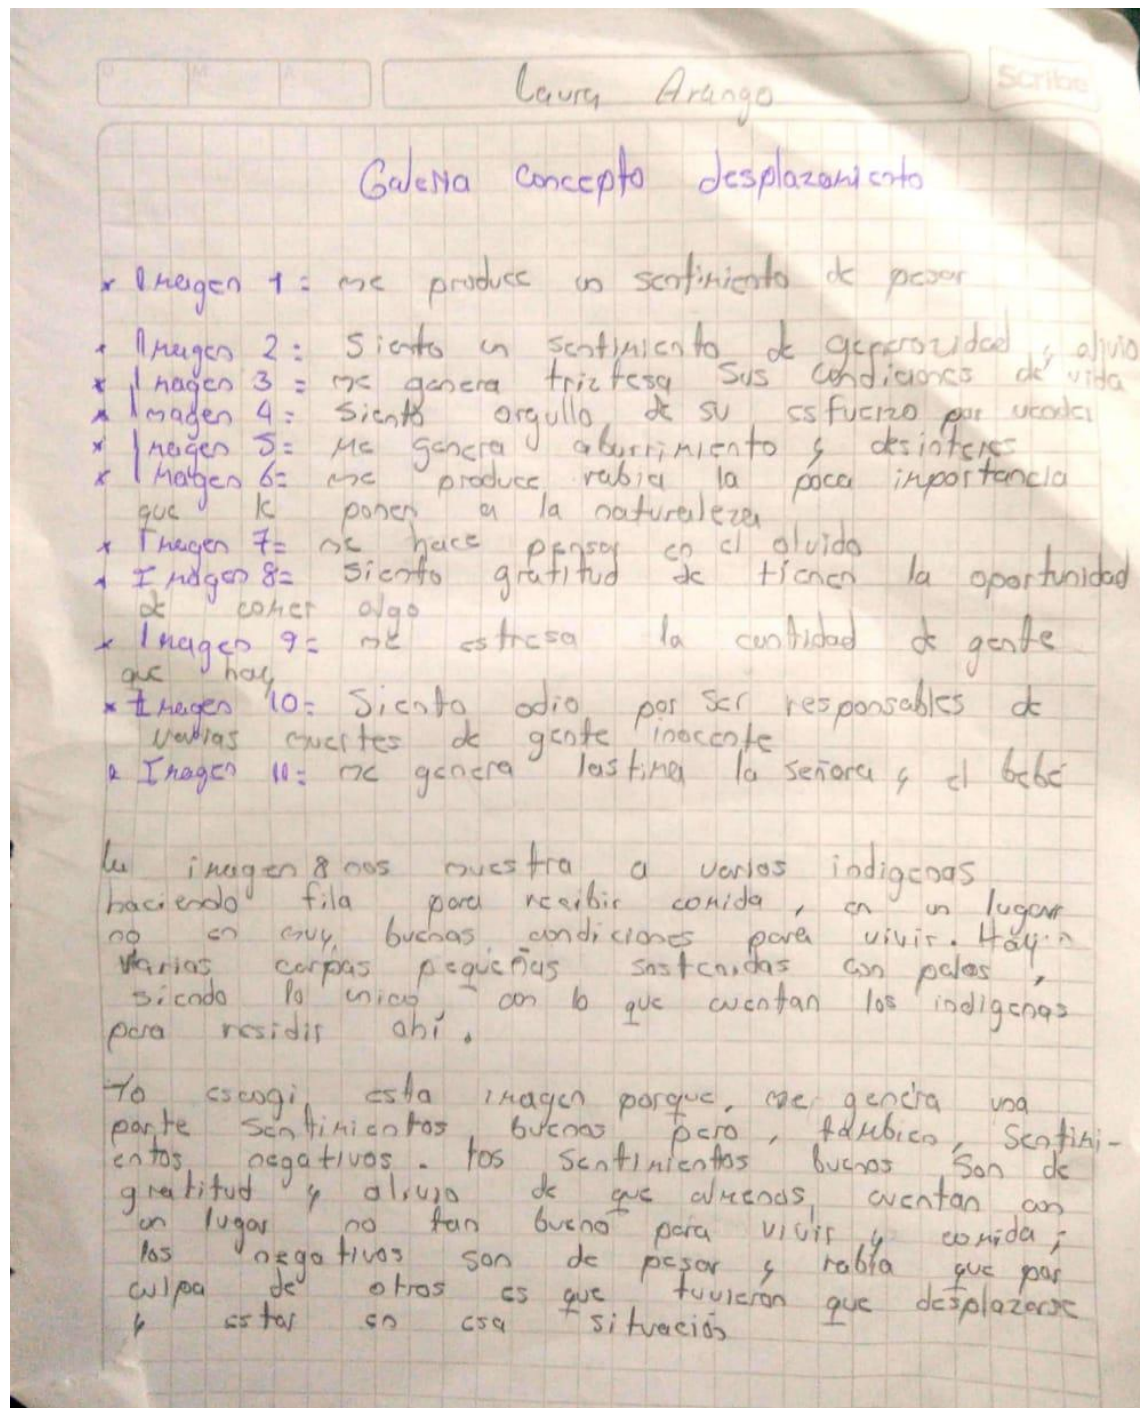 Scribe
Laura Arango
Galeria concepto desplazamiento
* Imagen 1 = me produce un sentimiento de pesar
* Imagen 2 = Siento un sentimiento de generozidad y alivio
* Imagen 3 = me genera triztesa sus condiciones de vida
* Imagen 4 = siento orgullo de su esfuerzo por
* Imagen 5 = Me genera aburrimiento y desinteres
* Imagen 6 = me produce rabia la poca importancia
que le ponen a la naturaleza
* Imagen 7 = me hace pensar en el olvido
* Imagen 8 = siento gratitud de tienen la oportunidad
de comer algo
* Imagen 9 = me estresa la cantidad de gente
que hay
* Imagen 10 = Siento odio por ser responsables de
varias muertes de gente inocente
* Imagen 11 = me genera lastima la señora y el bebé
La imagen 8 nos muestra a varios indigenas
haciendo fila para recibir comida, en un lugar
no en muy buenas condiciones para vivir. Hay
varias carpas pequeñas sostenidas con palos,
siendo lo unico con lo que cuentan los indigenas
para residir ahí.
Yo escogi esta imagen porque, me genera una
parte sentimientos buenos pero, tambien, sentimi-
entos negativos. Los sentimientos buenos son de
gratitud y alivio de que almenos, cuentan con
un lugar no tan bueno para vivir y comida;
los negativos son de pesar y rabia que por
culpa de otros es que tuvieron que desplazarse
y estar en esa situación